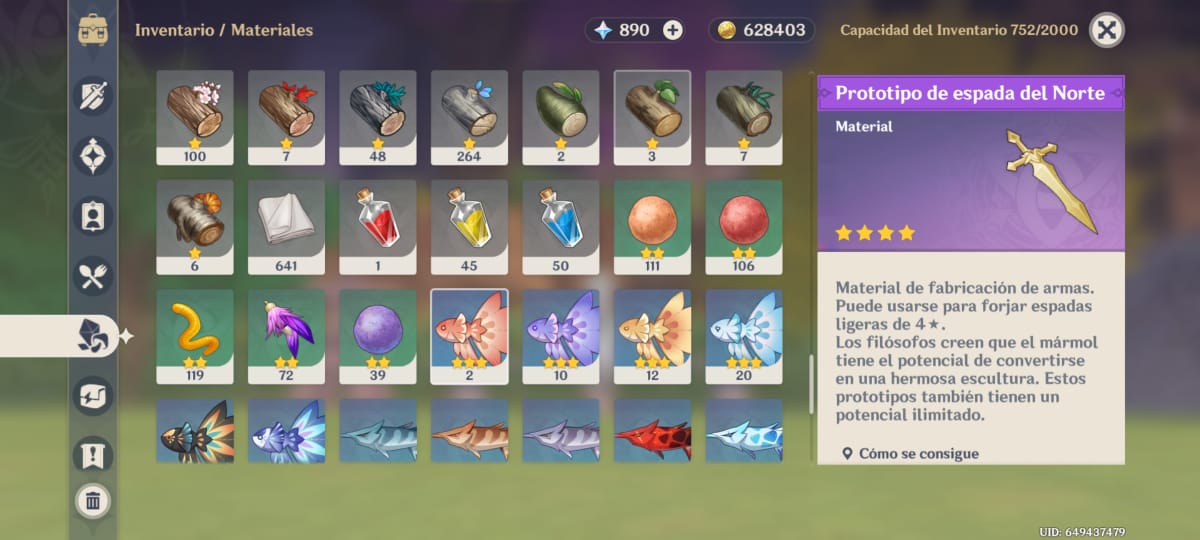 Inventario / Materiales
890
628403
Capacidad del Inventario 752/2000
100
7
48
264
2
3
7
6
641
1
45
50
111
106
119
72
39
2
10
12
20
Prototipo de espada del Norte
Material
Material de fabricación de armas.
Puede usarse para forjar espadas
ligeras de 4★.
Los filósofos creen que el mármol
tiene el potencial de convertirse
en una hermosa escultura. Estos
prototipos también tienen un
potencial ilimitado.
Cómo se consigue
UID: 649437479